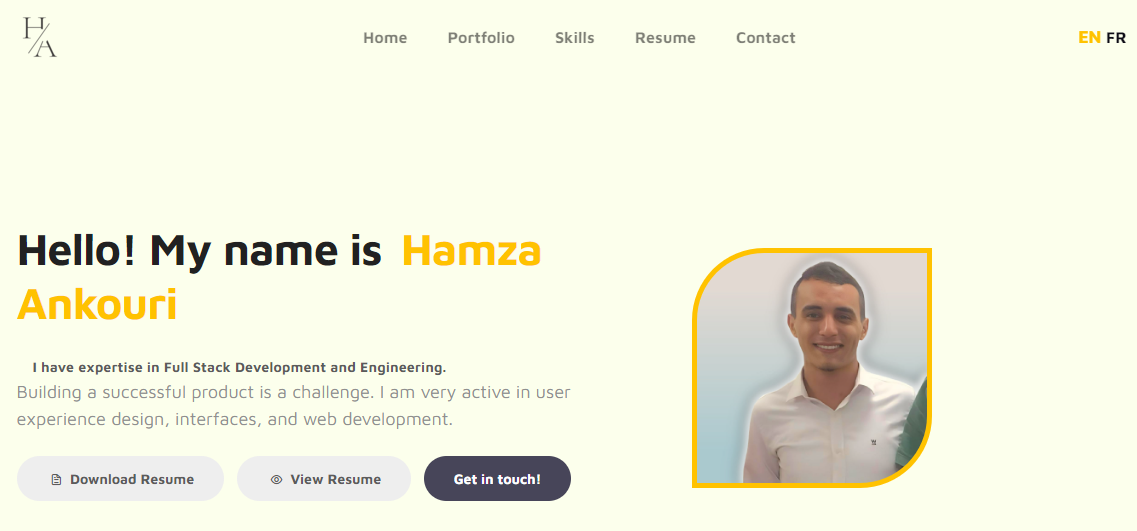 H/A
Home Portfolio Skills Resume Contact
EN FR
Hello! My name is Hamza
Ankouri
I have expertise in Full Stack Development and Engineering.
Building a successful product is a challenge. I am very active in user
experience design, interfaces, and web development.
Download Resume View Resume Get in touch!